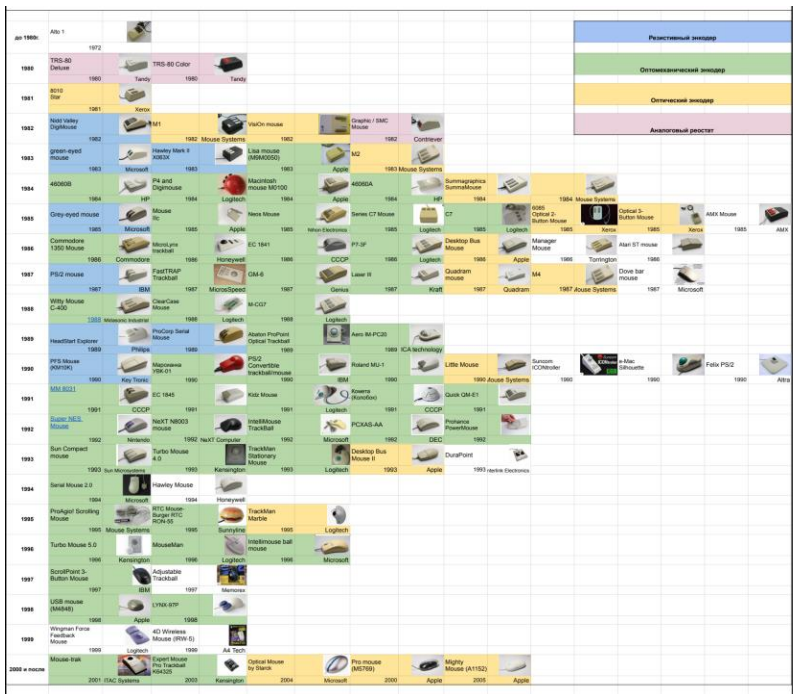 до 1980г.
Alto 1
1972
Резистивный энкодер
Оптомеханический энкодер
Оптический энкодер
Аналоговый реостат
1980
TRS-80 Deluxe
TRS-80 Color
1980 Tandy 1980 Tandy
1981
8010 Star
1981 Xerox
1982
Nidd Valley DigiMouse
M1
VisiOn mouse
Graphic / SMC Mouse
1982 1982 Mouse Systems 1982 1982 Contriever
1983
green-eyed mouse
Hawley Mark II X063X
Lisa mouse (M9M0050)
M2
1983 Microsoft 1983 1983 Apple 1983 Mouse Systems
1984
46060B
P4 and Digimouse
Macintosh mouse M0100
46060A
Summagraphics SummaMouse
1984 HP 1984 Logitech 1984 Apple 1984 HP 1984 1984 Mouse Systems
1985
Grey-eyed mouse
Mouse IIc
Neos Mouse
Series C7 Mouse
C7
6085 Optical 2-Button Mouse
Optical 3-Button Mouse
AMX Mouse
1985 Microsoft 1985 Apple 1985 Nihon Electronics 1985 Logitech 1985 Logitech 1985 Xerox 1985 Xerox 1985 AMX
1986
Commodore 1350 Mouse
MicroLynx trackball
EC 1841
P7-3F
Desktop Bus Mouse
Manager Mouse
Atari ST mouse
1986 Commodore 1986 Honeywell 1986 СССР 1986 Logitech 1986 Apple 1986 Torrington 1986
1987
PS/2 mouse
FastTRAP Trackball
GM-6
Laser III
Quadram mouse
M4
Dove bar mouse
1987 IBM 1987 MicrosSpeed 1987 Genius 1987 Kraft 1987 Quadram 1987 Mouse Systems 1987 Microsoft
1988
Witty Mouse C-400
ClearCase Mouse
M-CG7
1988 1988 Logitech 1988 Logitech
1989
HeadStart Explorer
ProCorp Serial Mouse
Abaton ProPoint Optical Trackball
Aero IM-PC20
1989 Philips 1989 1989 1989 ICA technology
1990
PFS Mouse (KM10K)
Марсианка УВК-01
PS/2 Convertible trackball/mouse
Roland MU-1
Little Mouse
Suncom ICONtroller
e-Mac Silhouette
Felix PS/2
1990 Key Tronic 1990 1990 IBM 1990 1990 Mouse Systems 1990 1990 1990 Altra
1991
MM 8031
EC 1845
Kidz Mouse
Quick QM-E1
1991 СССР 1991 1991 Logitech 1991 СССР 1991
1992
Super NES Mouse
NeXT N8003 mouse
IntelliMouse TrackBall
PCXAS-AA
ProHance PowerMouse
1992 Nintendo 1992 NeXT Computer 1992 Microsoft 1992 DEC 1992
1993
Sun Compact mouse
Turbo Mouse 4.0
TrackMan Stationary Mouse
Desktop Bus Mouse II
DuraPoint
1993 Sun Microsystems 1993 Kensington 1993 Logitech 1993 Apple 1993 Interlink Electronics
1994
Serial Mouse 2.0
Hawley Mouse
1994 Microsoft 1994 Honeywell
1995
ProAgio! Scrolling Mouse
RTC Mouse-Burger RTC RON-55
TrackMan Marble
1995 Mouse Systems 1995 Sunnyline 1995 Logitech
1996
Turbo Mouse 5.0
MouseMan
Intellimouse ball mouse
1996 Kensington 1996 Logitech 1996 Microsoft
1997
ScrollPoint 3-Button Mouse
Adjustable Trackball
1997 IBM 1997 Memorex
1998
USB mouse (M4848)
LYNX-97P
1998 Apple 1998
1999
Wingman Force Feedback Mouse
4D Wireless Mouse (IRW-5)
1999 Logitech 1999 A4 Tech
2000 и после
Mouse-trak
Expert Mouse Pro Trackball K64325
Optical Mouse by Starck
Pro mouse (M5769)
Mighty Mouse (A1152)
2001 ITAC Systems 2003 Kensington 2004 Microsoft 2000 Apple 2005 Apple